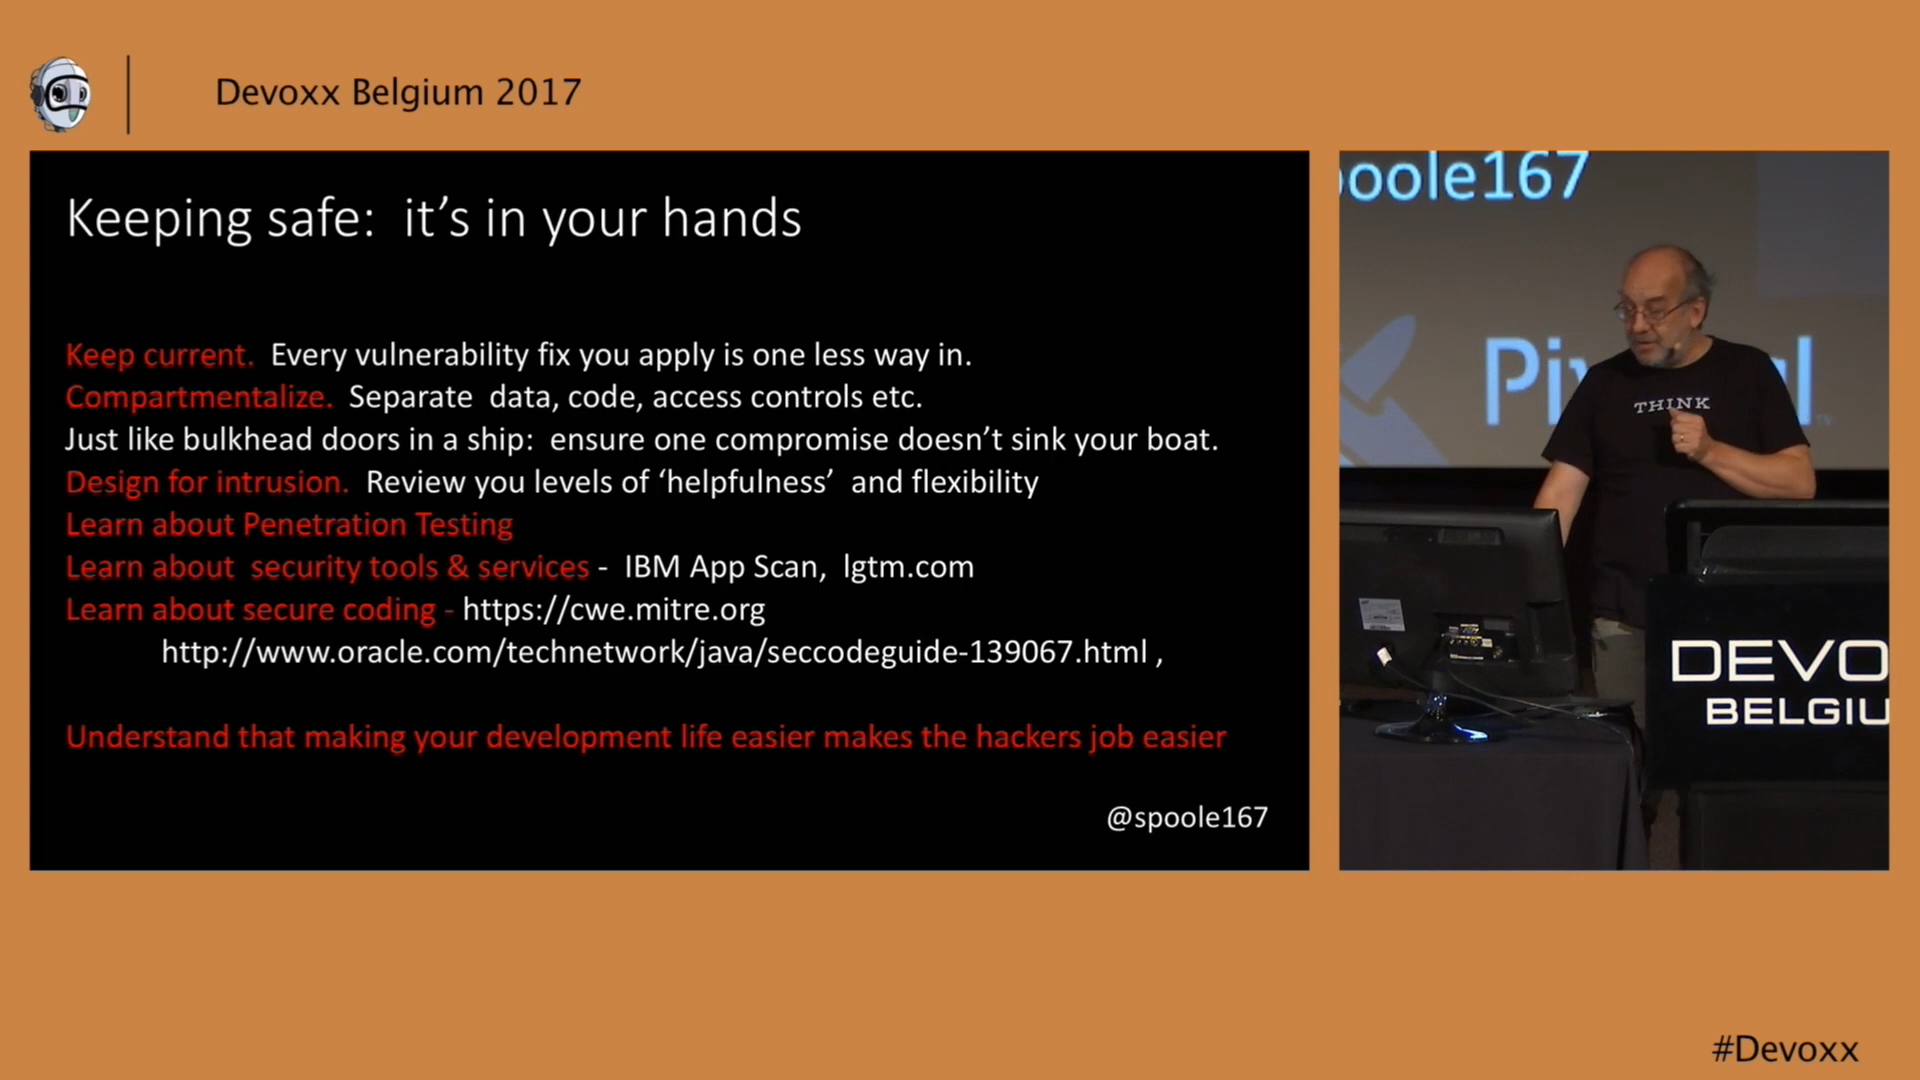 Devoxx Belgium 2017
Keeping safe:  it’s in your hands
Keep current.  Every vulnerability fix you apply is one less way in.
Compartmentalize.  Separate  data, code, access controls etc.
Just like bulkhead doors in a ship:  ensure one compromise doesn’t sink your boat.
Design for intrusion.  Review you levels of ‘helpfulness’  and flexibility
Learn about Penetration Testing
Learn about  security tools & services -  IBM App Scan,  lgtm.com
Learn about secure coding - https://cwe.mitre.org
http://www.oracle.com/technetwork/java/seccodeguide-139067.html ,
Understand that making your development life easier makes the hackers job easier
@spoole167
poole167
THINK
DEVO
BELGIU
#Devoxx